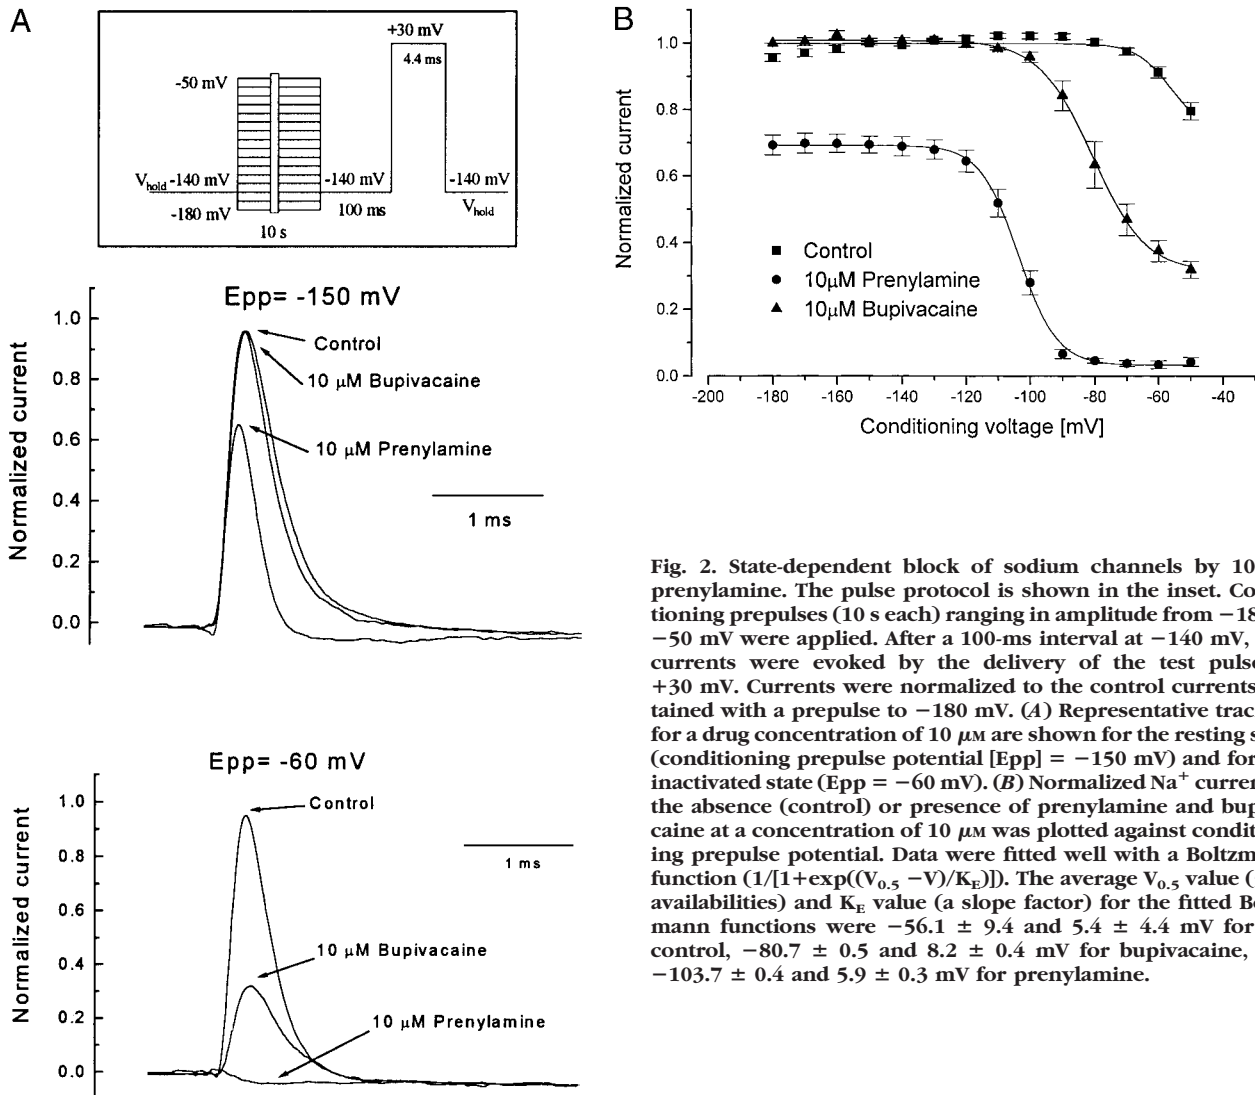 A
+30 mV
4.4 ms
-50 mV
Vhold -140 mV
-140 mV
-140 mV
-180 mV
100 ms
Vhold
10 s
Epp= -150 mV
Normalized current
1.0
0.8
0.6
0.4
0.2
0.0
Control
10 μM Bupivacaine
10 μM Prenylamine
1 ms
Epp= -60 mV
Normalized current
1.0
0.8
0.6
0.4
0.2
0.0
Control
1 ms
10 μM Bupivacaine
10 μM Prenylamine
B
Normalized current
1.0
0.8
0.6
0.4
0.2
0.0
Control
10μM Prenylamine
10μM Bupivacaine
-200 -180 -160 -140 -120 -100 -80 -60 -40
Conditioning voltage [mV]
Fig. 2. State-dependent block of sodium channels by 10
prenylamine. The pulse protocol is shown in the inset. Co
tioning prepulses (10 s each) ranging in amplitude from −18
−50 mV were applied. After a 100-ms interval at −140 mV,
currents were evoked by the delivery of the test pulse
+30 mV. Currents were normalized to the control currents
tained with a prepulse to −180 mV. (A) Representative trac
for a drug concentration of 10 μM are shown for the resting s
(conditioning prepulse potential [Epp] = −150 mV) and for
inactivated state (Epp = −60 mV). (B) Normalized Na+ curren
the absence (control) or presence of prenylamine and bup
caine at a concentration of 10 μM was plotted against condit
ing prepulse potential. Data were fitted well with a Boltzm
function (1/[1+exp((V0.5 −V)/KE)]). The average V0.5 value (
availabilities) and KE value (a slope factor) for the fitted Bo
mann functions were −56.1 ± 9.4 and 5.4 ± 4.4 mV for
control, −80.7 ± 0.5 and 8.2 ± 0.4 mV for bupivacaine,
−103.7 ± 0.4 and 5.9 ± 0.3 mV for prenylamine.